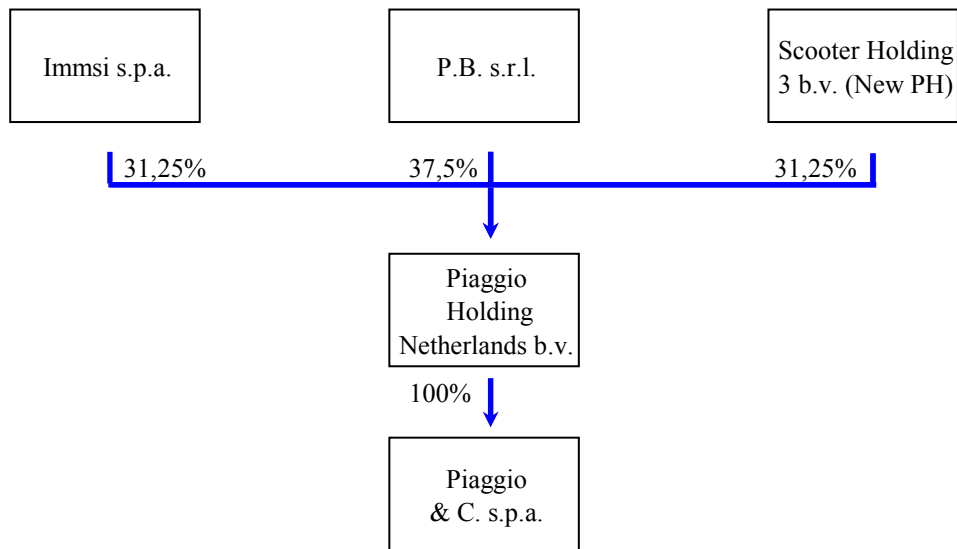 Immsi s.p.a.
P.B. s.r.l.
Scooter Holding
3 b.v. (New PH)
31,25%
37,5%
31,25%
Piaggio
Holding
Netherlands b.v.
100%
Piaggio
& C. s.p.a.